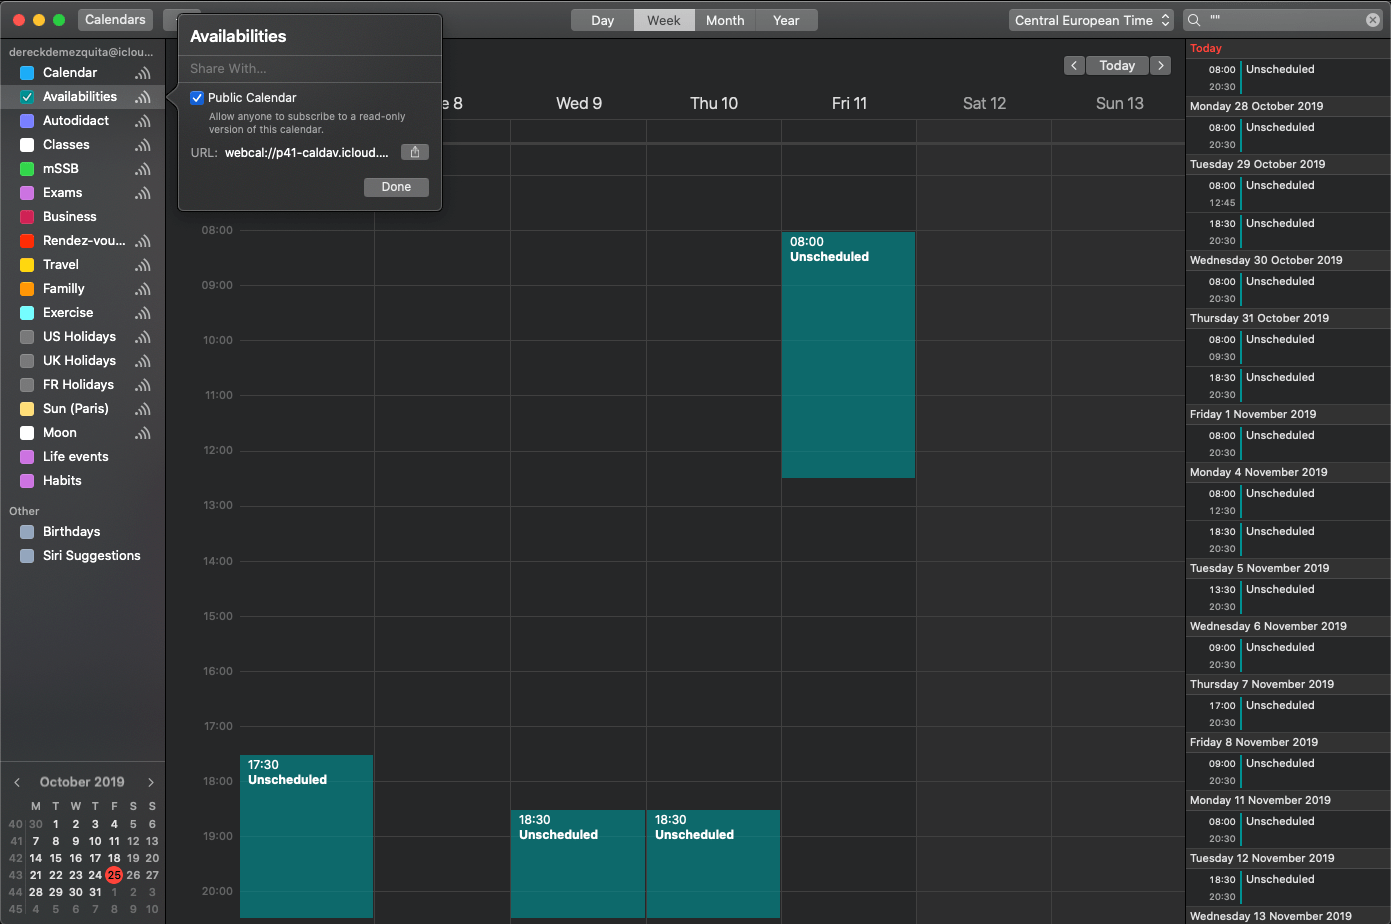 Calendars
Day
Week
Month
Year
Central European Time
""
dereckdemezquita@iclou...
Calendar
Availabilities
Autodidact
Classes
mSSB
Exams
Business
Rendez-vou...
Travel
Familly
Exercise
US Holidays
UK Holidays
FR Holidays
Sun (Paris)
Moon
Life events
Habits
Other
Birthdays
Siri Suggestions
October 2019
M T W T F S S
40 30 1 2 3 4 5 6
41 7 8 9 10 11 12 13
42 14 15 16 17 18 19 20
43 21 22 23 24 25 26 27
44 28 29 30 31 1 2 3
45 4 5 6 7 8 9 10
Availabilities
Share With...
Public Calendar
Allow anyone to subscribe to a read-only
version of this calendar.
URL: webcal://p41-caldav.icloud....
Done
Today
e 8
Wed 9
Thu 10
Fri 11
Sat 12
Sun 13
08:00
09:00
10:00
11:00
12:00
13:00
14:00
15:00
16:00
17:00
18:00
19:00
20:00
17:30
Unscheduled
18:30
Unscheduled
18:30
Unscheduled
08:00
Unscheduled
Today
08:00 Unscheduled
20:30
Monday 28 October 2019
08:00 Unscheduled
20:30
Tuesday 29 October 2019
08:00 Unscheduled
12:45
18:30 Unscheduled
20:30
Wednesday 30 October 2019
08:00 Unscheduled
20:30
Thursday 31 October 2019
08:00 Unscheduled
09:30
18:30 Unscheduled
20:30
Friday 1 November 2019
08:00 Unscheduled
20:30
Monday 4 November 2019
08:00 Unscheduled
12:30
18:30 Unscheduled
20:30
Tuesday 5 November 2019
13:30 Unscheduled
20:30
Wednesday 6 November 2019
09:00 Unscheduled
20:30
Thursday 7 November 2019
17:00 Unscheduled
20:30
Friday 8 November 2019
09:00 Unscheduled
20:30
Monday 11 November 2019
08:00 Unscheduled
20:30
Tuesday 12 November 2019
18:30 Unscheduled
20:30
Wednesday 13 November 2019